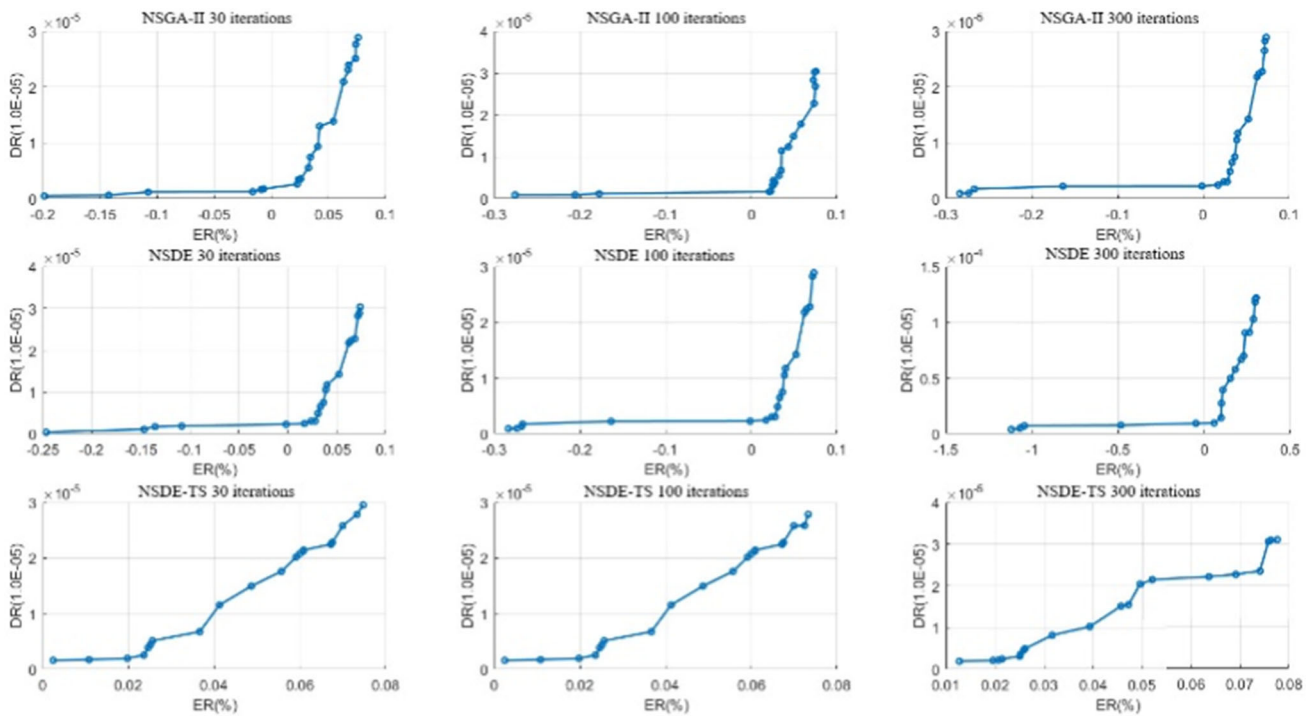 NSGA-II 30 iterations
×10-5
3
2
1
0
DR(1.0E-05)
-0.2 -0.15 -0.1 -0.05 0 0.05 0.1
ER(%)
NSGA-II 100 iterations
×10-5
4
3
2
1
0
DR(1.0E-05)
-0.3 -0.2 -0.1 0 0.1
ER(%)
NSGA-II 300 iterations
×10-5
3
2
1
0
DR(1.0E-05)
-0.3 -0.2 -0.1 0 0.1
ER(%)
NSDE 30 iterations
×10-5
4
3
2
1
0
DR(1.0E-05)
-0.25 -0.2 -0.15 -0.1 -0.05 0 0.05 0.1
ER(%)
NSDE 100 iterations
×10-5
3
2
1
0
DR(1.0E-05)
-0.3 -0.2 -0.1 0 0.1
ER(%)
NSDE 300 iterations
×10-4
1.5
1
0.5
0
DR(1.0E-05)
-1.5 -1 -0.5 0 0.5
ER(%)
NSDE-TS 30 iterations
×10-5
3
2
1
0
DR(1.0E-05)
0 0.02 0.04 0.06 0.08
ER(%)
NSDE-TS 100 iterations
×10-5
3
2
1
0
DR(1.0E-05)
0 0.02 0.04 0.06 0.08
ER(%)
NSDE-TS 300 iterations
×10-5
4
3
2
1
0
DR(1.0E-05)
0.01 0.02 0.03 0.04 0.05 0.06 0.07 0.08
ER(%)